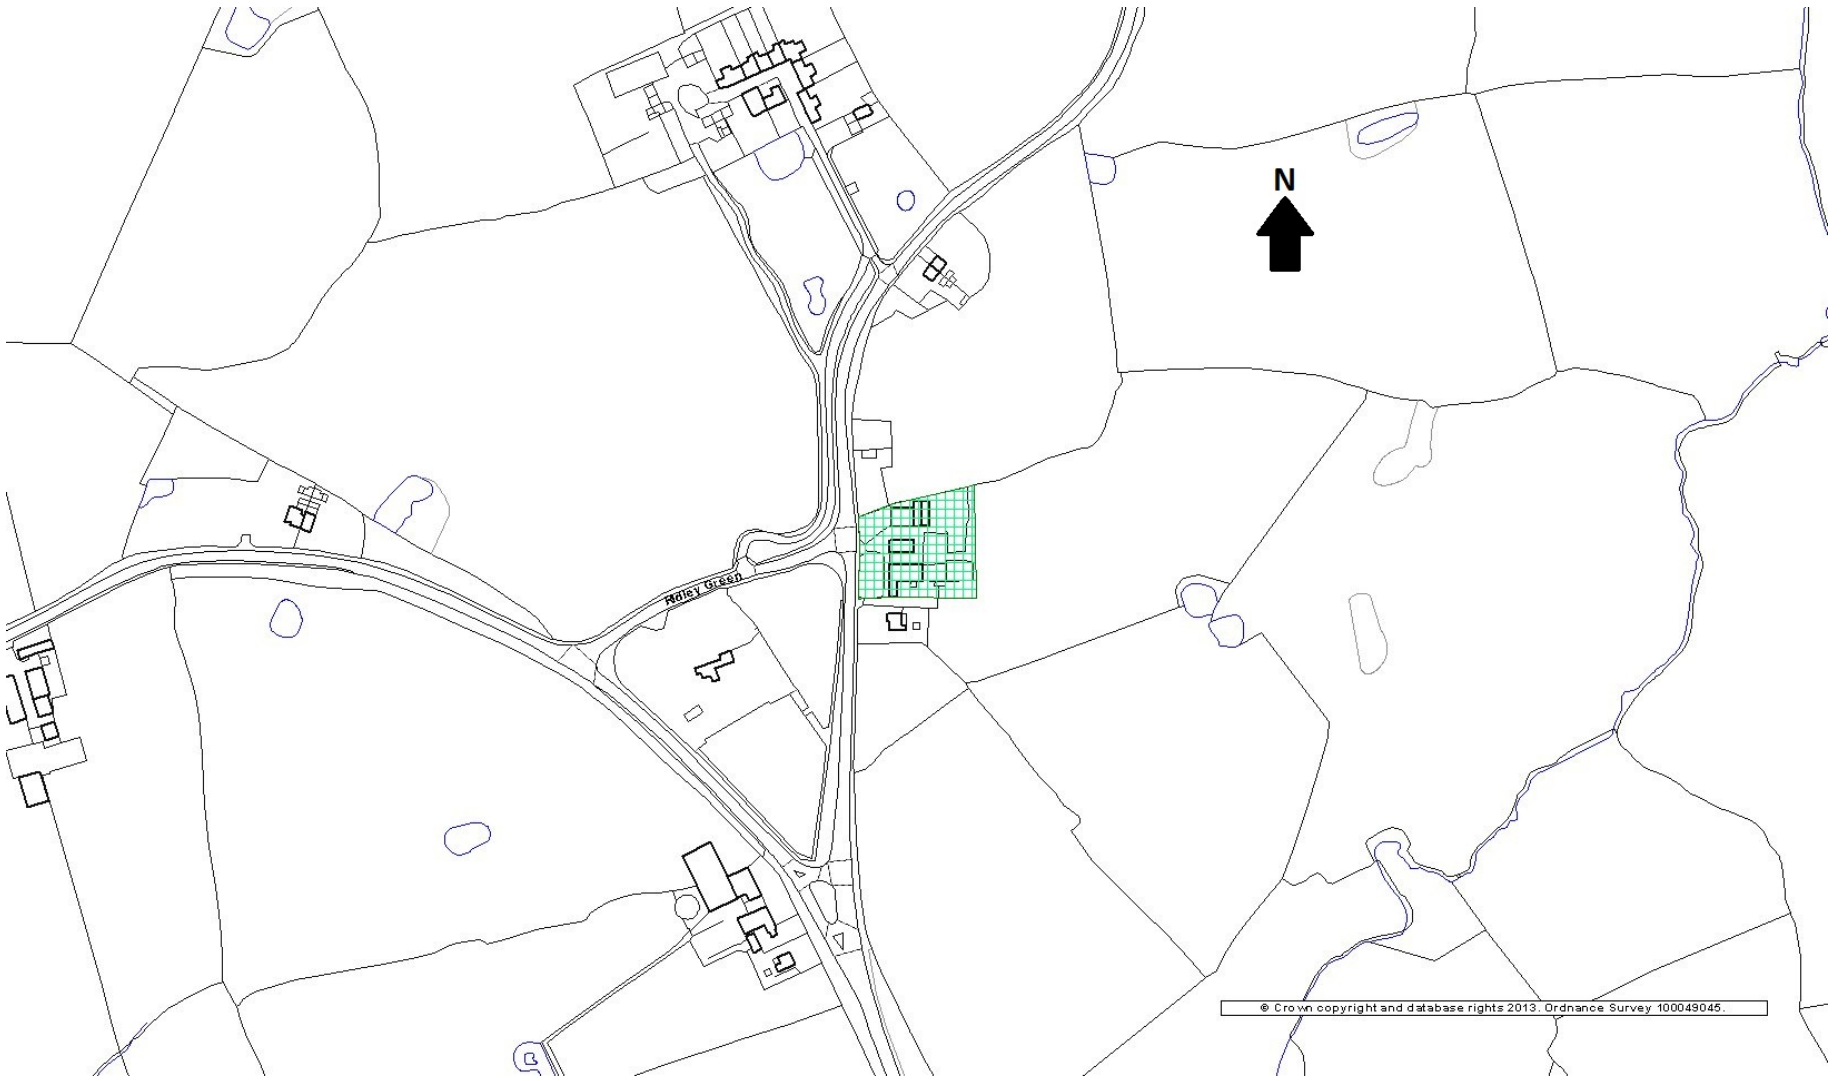 N
Ridley Green
© Crown copyright and database rights 2013. Ordnance Survey 100049045.